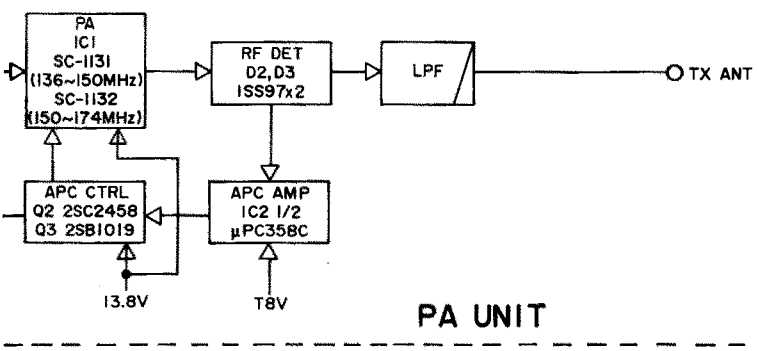 PA
IC1
SC-1131
(136~150MHz)
SC-1132
(150~174MHz)
RF DET
D2,D3
1SS97x2
LPF
TX ANT
APC CTRL
Q2 2SC2458
Q3 2SB1019
APC AMP
IC2 1/2
μPC358C
13.8V
T8V
PA UNIT